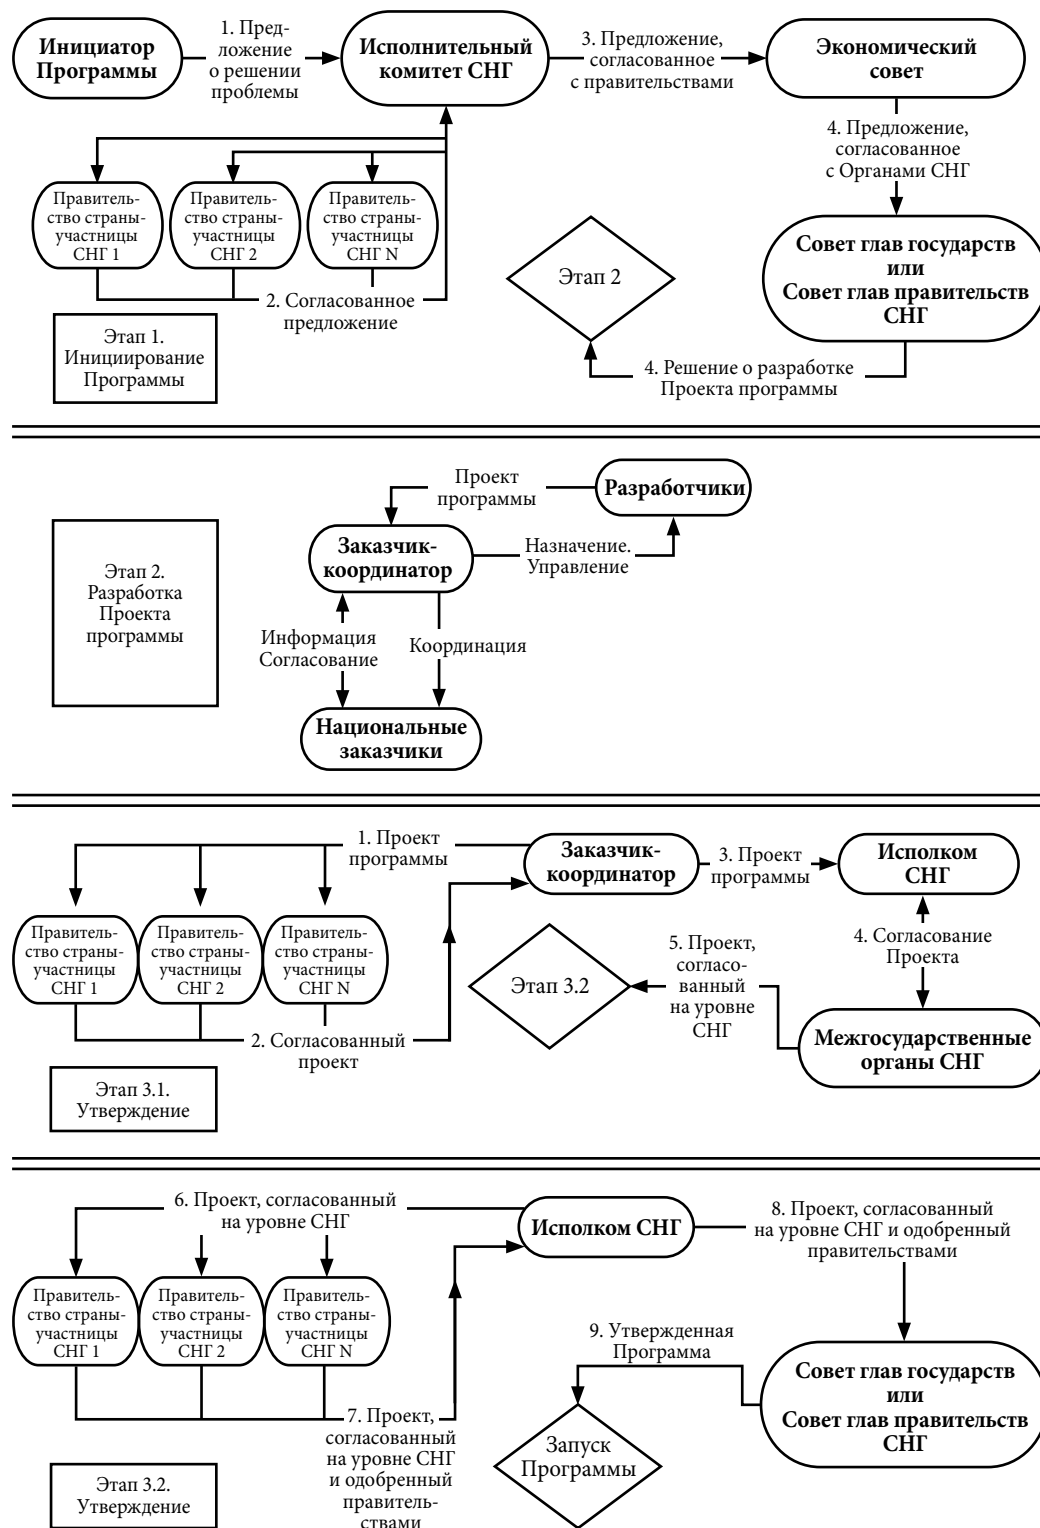 Инициатор
Программы
1. Пред-
ложение
о решении
проблемы
Исполнительный
комитет СНГ
3. Предложение,
согласованное
с правительствами
Экономический
совет
4. Предложение,
согласованное
с Органами СНГ
Правитель-
ство страны-
участницы
СНГ 1
Правитель-
ство страны-
участницы
СНГ 2
Правитель-
ство страны-
участницы
СНГ N
2. Согласованное
предложение
Этап 2
Совет глав государств
или
Совет глав правительств
СНГ
Этап 1.
Инициирование
Программы
4. Решение о разработке
Проекта программы
Проект
программы
Разработчики
Этап 2.
Разработка
Проекта
программы
Заказчик-
координатор
Назначение.
Управление
Информация
Согласование
Координация
Национальные
заказчики
1. Проект
программы
Заказчик-
координатор
3. Проект
программы
Исполком
СНГ
Правитель-
ство страны-
участницы
СНГ 1
Правитель-
ство страны-
участницы
СНГ 2
Правитель-
ство страны-
участницы
СНГ N
2. Согласованный
проект
Этап 3.2
5. Проект,
согласо-
ванный
на уровне
СНГ
4. Согласование
Проекта
Межгосударственные
органы СНГ
Этап 3.1.
Утверждение
6. Проект, согласованный
на уровне СНГ
Исполком СНГ
8. Проект, согласованный
на уровне СНГ и одобренный
правительствами
Правитель-
ство страны-
участницы
СНГ 1
Правитель-
ство страны-
участницы
СНГ 2
Правитель-
ство страны-
участницы
СНГ N
7. Проект,
согласованный
на уровне СНГ
и одобренный
правитель-
ствами
9. Утвержденная
Программа
Запуск
Программы
Совет глав государств
или
Совет глав правительств
СНГ
Этап 3.2.
Утверждение